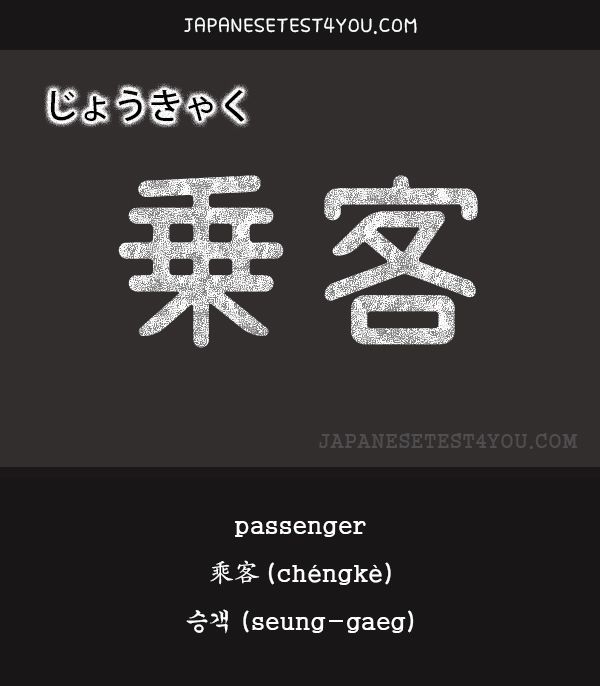 JAPANESETEST4YOU.COM
じょうきゃく
乗客
JAPANESETEST4YOU.COM
passenger
乘客 (chéngkè)
승객 (seung-gaeg)